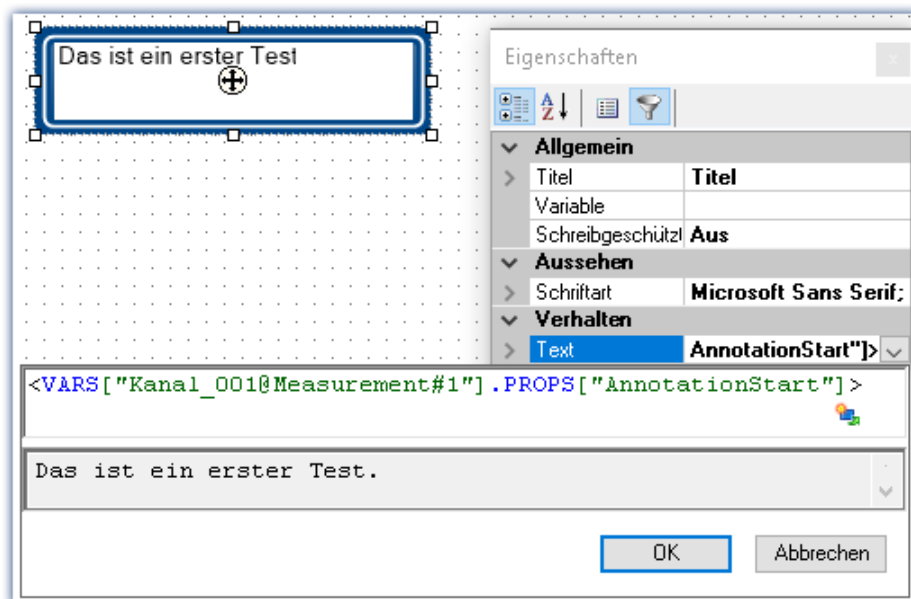 Das ist ein erster Test
Eigenschaften
Allgemein
Titel Titel
Variable
Schreibgeschützt Aus
Aussehen
Schriftart Microsoft Sans Serif;
Verhalten
Text AnnotationStart"]>
<VARS["Kanal_001@Measurement#1"].PROPS["AnnotationStart"]>
Das ist ein erster Test.
OK Abbrechen